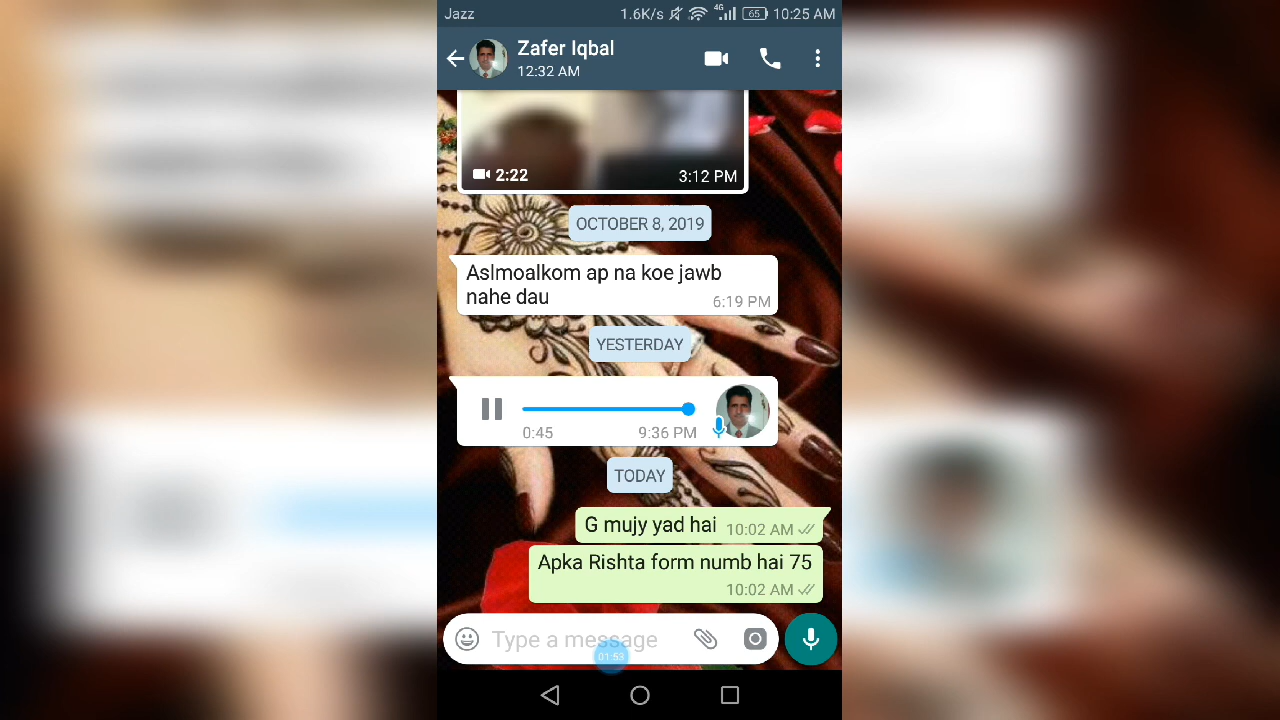 Jazz 1.6K/s 4G 65 10:25 AM
Zafer Iqbal
12:32 AM
2:22 3:12 PM
OCTOBER 8, 2019
Aslmoalkom ap na koe jawb
nahe dau 6:19 PM
YESTERDAY
0:45 9:36 PM
TODAY
G mujy yad hai 10:02 AM
Apka Rishta form numb hai 75
10:02 AM
Type a message
01:53